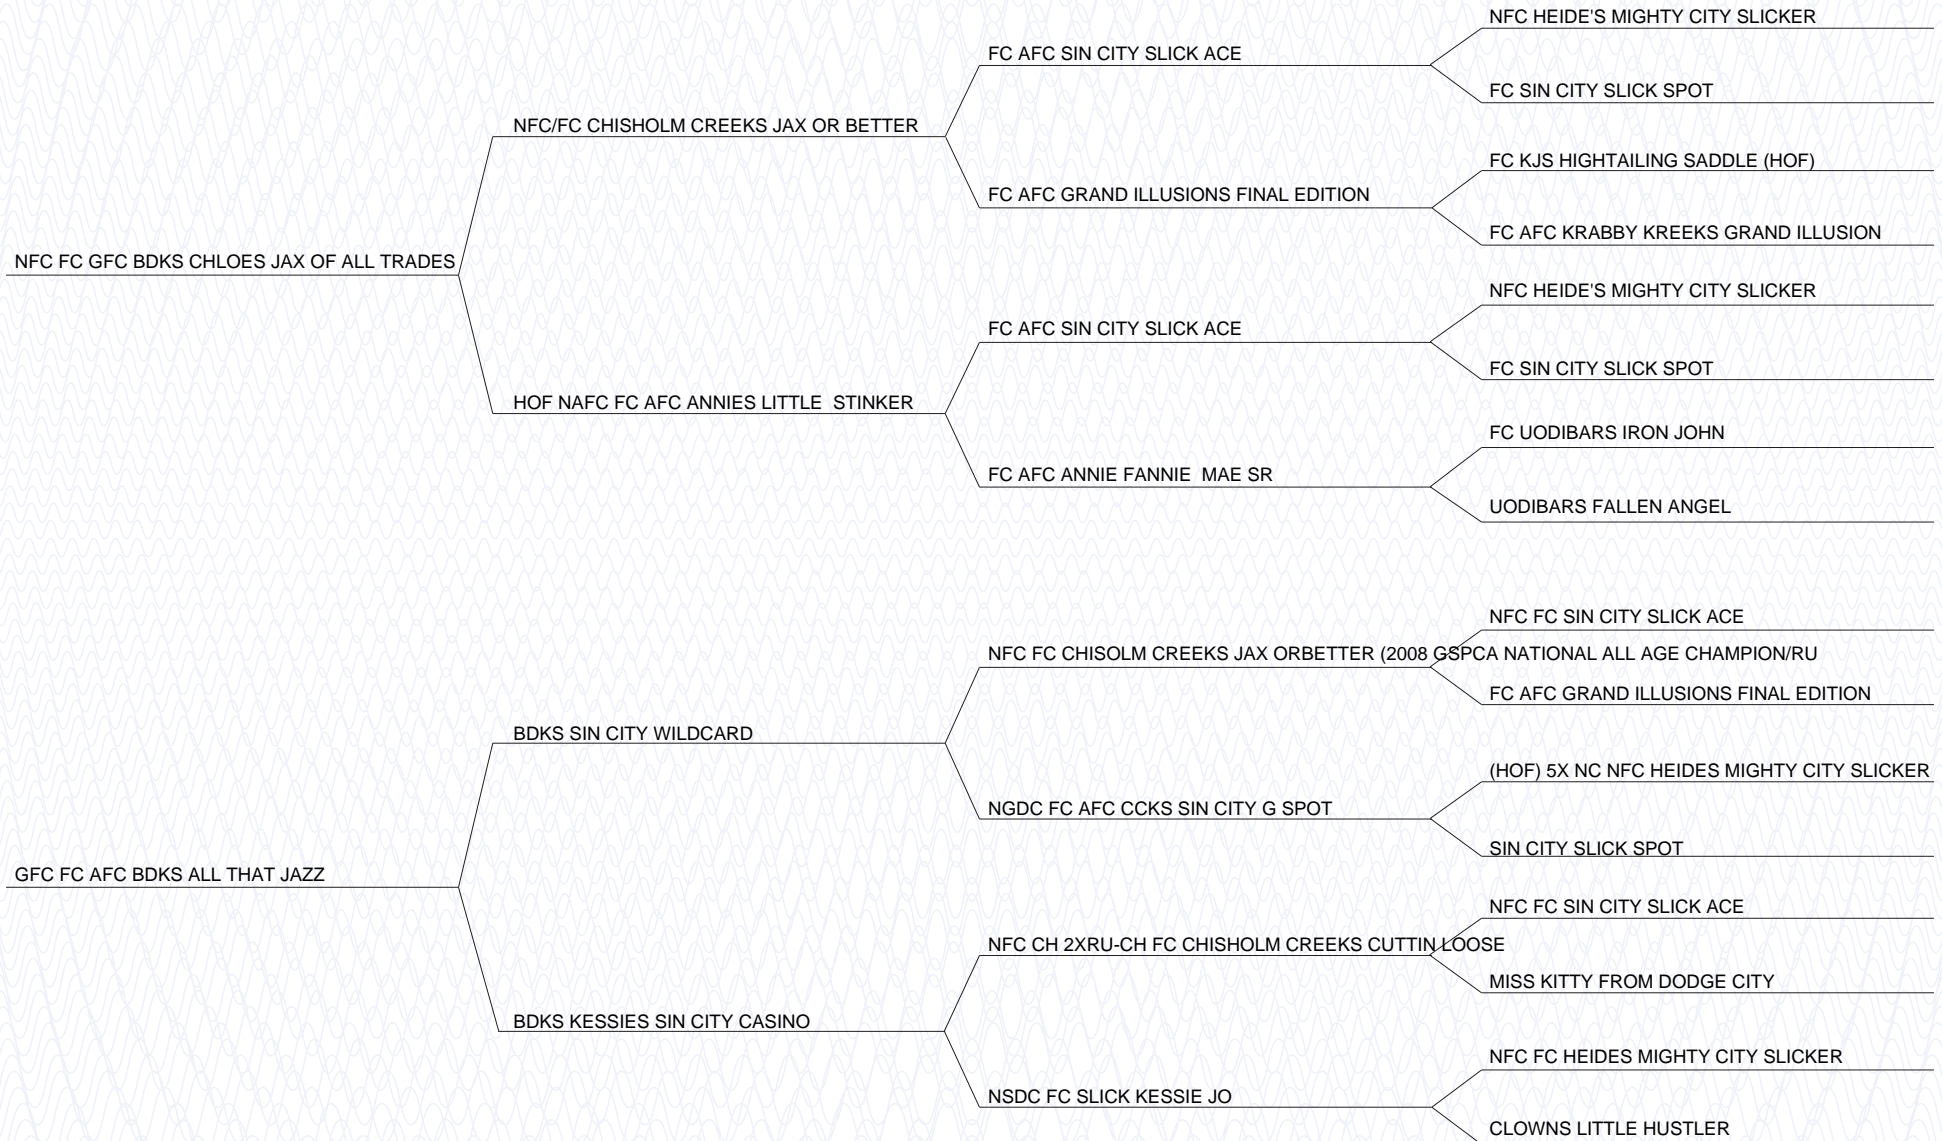 NFC HEIDE'S MIGHTY CITY SLICKER
FC AFC SIN CITY SLICK ACE
FC SIN CITY SLICK SPOT
NFC/FC CHISHOLM CREEKS JAX OR BETTER
FC KJS HIGHTAILING SADDLE (HOF)
FC AFC GRAND ILLUSIONS FINAL EDITION
FC AFC KRABBY KREEKS GRAND ILLUSION
NFC FC GFC BDKS CHLOES JAX OF ALL TRADES
NFC HEIDE'S MIGHTY CITY SLICKER
FC AFC SIN CITY SLICK ACE
FC SIN CITY SLICK SPOT
HOF NAFC FC AFC ANNIES LITTLE  STINKER
FC UODIBARS IRON JOHN
FC AFC ANNIE FANNIE  MAE SR
UODIBARS FALLEN ANGEL
NFC FC SIN CITY SLICK ACE
NFC FC CHISOLM CREEKS JAX ORBETTER (2008 GSPCA NATIONAL ALL AGE CHAMPION/RU
FC AFC GRAND ILLUSIONS FINAL EDITION
BDKS SIN CITY WILDCARD
(HOF) 5X NC NFC HEIDES MIGHTY CITY SLICKER
NGDC FC AFC CCKS SIN CITY G SPOT
SIN CITY SLICK SPOT
GFC FC AFC BDKS ALL THAT JAZZ
NFC FC SIN CITY SLICK ACE
NFC CH 2XRU-CH FC CHISHOLM CREEKS CUTTIN LOOSE
MISS KITTY FROM DODGE CITY
BDKS KESSIES SIN CITY CASINO
NFC FC HEIDES MIGHTY CITY SLICKER
NSDC FC SLICK KESSIE JO
CLOWNS LITTLE HUSTLER